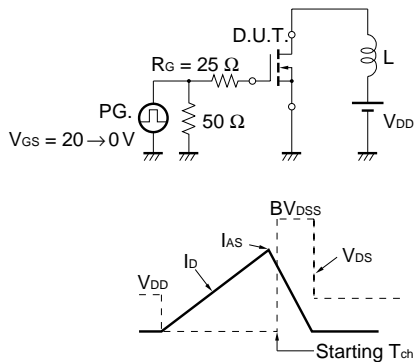 D.U.T.
RG = 25 Ω
L
PG.
50 Ω
VDD
VGS = 20→0 V
BVDSS
IAS
VDS
ID
VDD
Starting Tch